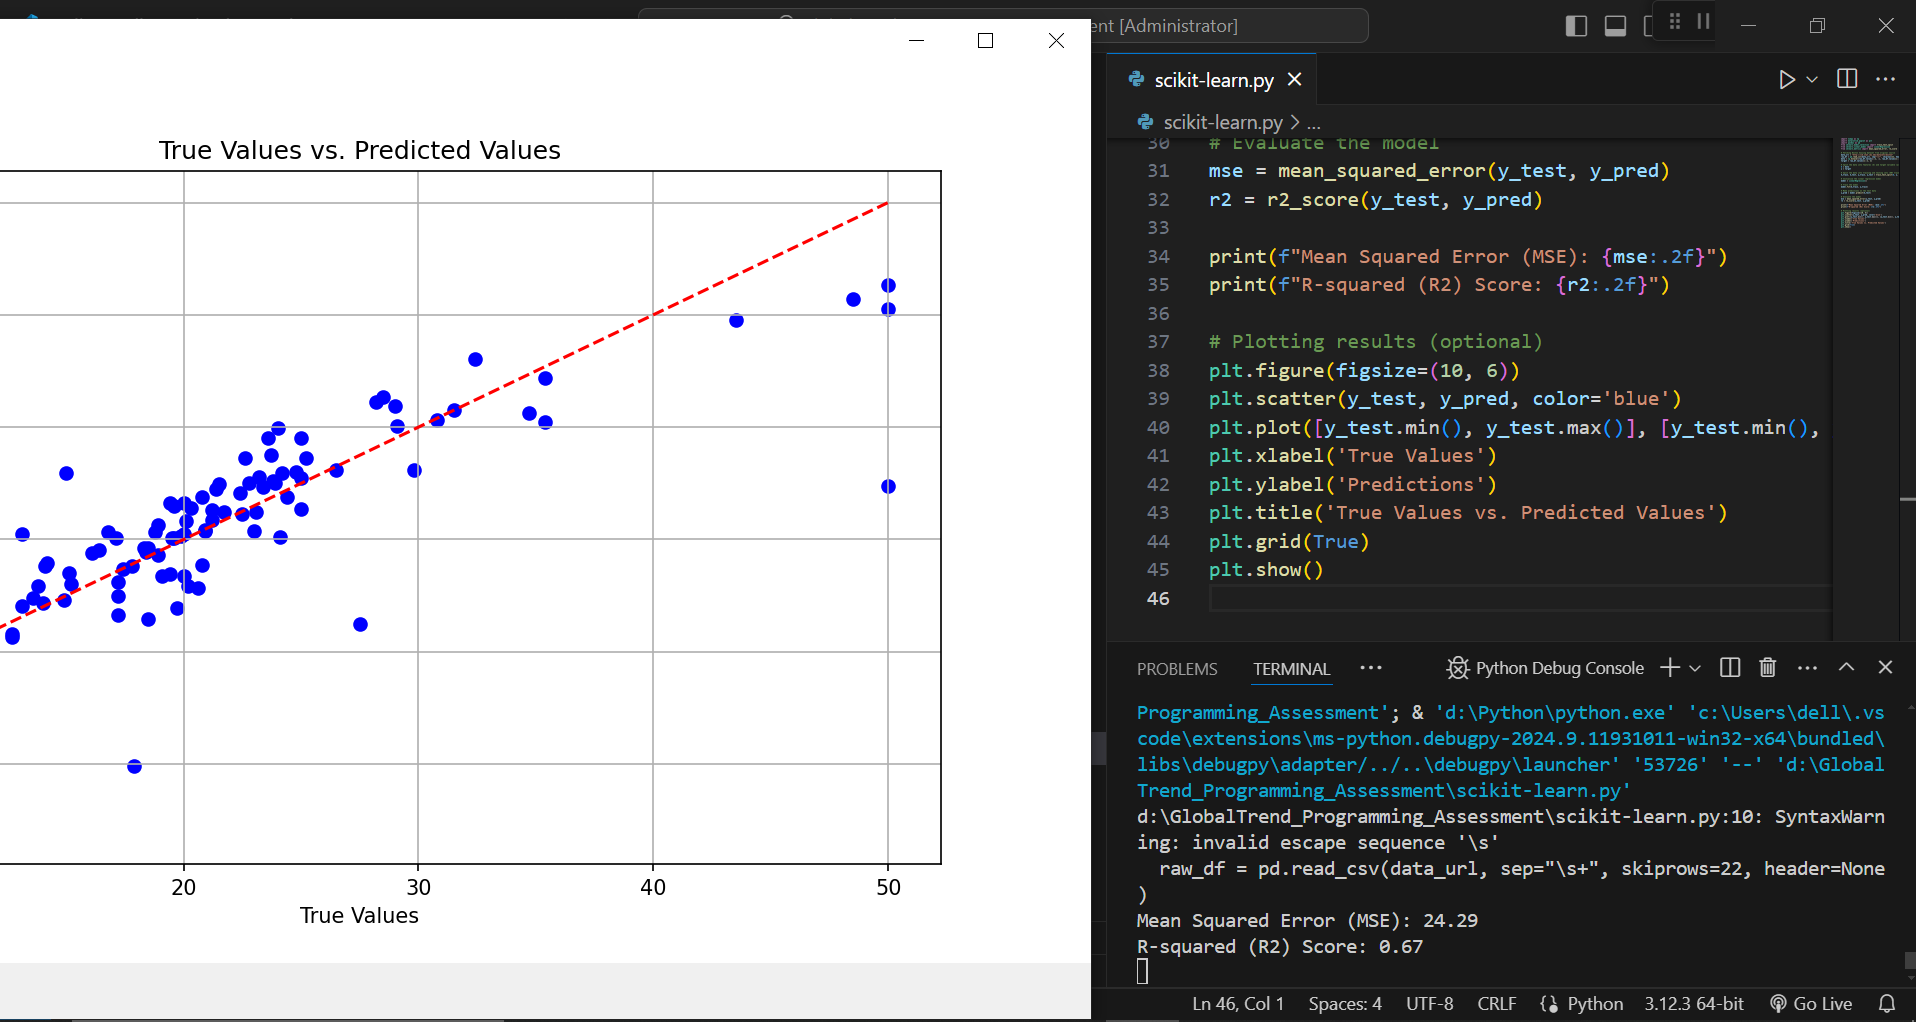 ent [Administrator]
True Values vs. Predicted Values
20
30
40
50
True Values
scikit-learn.py
scikit-learn.py > ...
30 # Evaluate the model
31 mse = mean_squared_error(y_test, y_pred)
32 r2 = r2_score(y_test, y_pred)
33
34 print(f"Mean Squared Error (MSE): {mse:.2f}")
35 print(f"R-squared (R2) Score: {r2:.2f}")
36
37 # Plotting results (optional)
38 plt.figure(figsize=(10, 6))
39 plt.scatter(y_test, y_pred, color='blue')
40 plt.plot([y_test.min(), y_test.max()], [y_test.min(),
41 plt.xlabel('True Values')
42 plt.ylabel('Predictions')
43 plt.title('True Values vs. Predicted Values')
44 plt.grid(True)
45 plt.show()
46
PROBLEMS TERMINAL ... Python Debug Console
Programming_Assessment'; & 'd:\Python\python.exe' 'c:\Users\dell\.vs
code\extensions\ms-python.debugpy-2024.9.11931011-win32-x64\bundled\
libs\debugpy\adapter/../..\debugpy\launcher' '53726' '--' 'd:\Global
Trend_Programming_Assessment\scikit-learn.py'
d:\GlobalTrend_Programming_Assessment\scikit-learn.py:10: SyntaxWarn
ing: invalid escape sequence '\s'
raw_df = pd.read_csv(data_url, sep="\s+", skiprows=22, header=None
)
Mean Squared Error (MSE): 24.29
R-squared (R2) Score: 0.67
Ln 46, Col 1 Spaces: 4 UTF-8 CRLF Python 3.12.3 64-bit Go Live